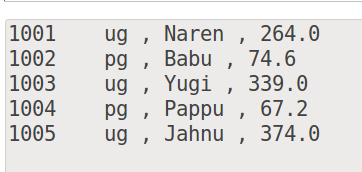 1001    ug , Naren , 264.0
1002    pg , Babu , 74.6
1003    ug , Yugi , 339.0
1004    pg , Pappu , 67.2
1005    ug , Jahnu , 374.0